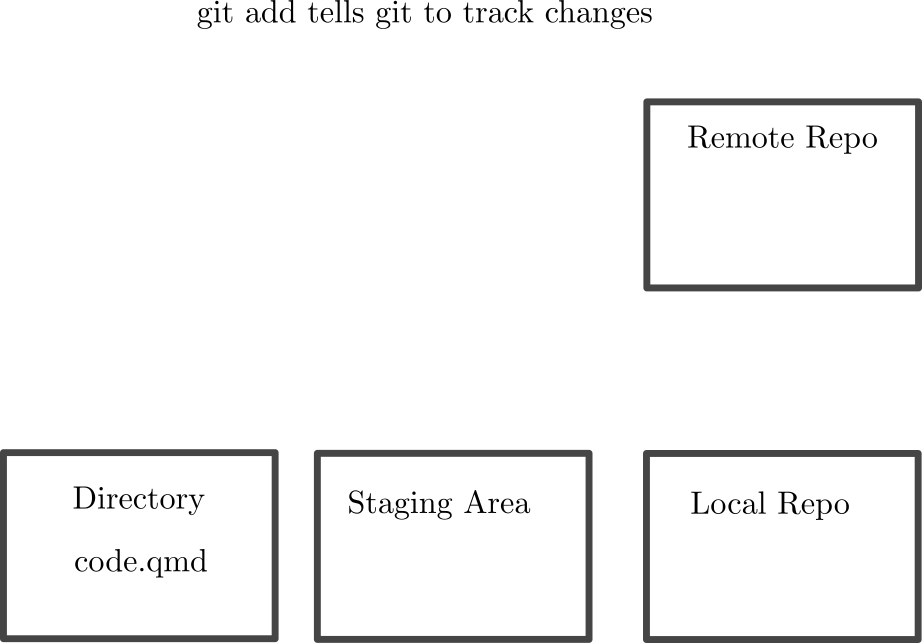 git add tells git to track changes
Remote Repo
Directory
code.qmd
Staging Area
Local Repo